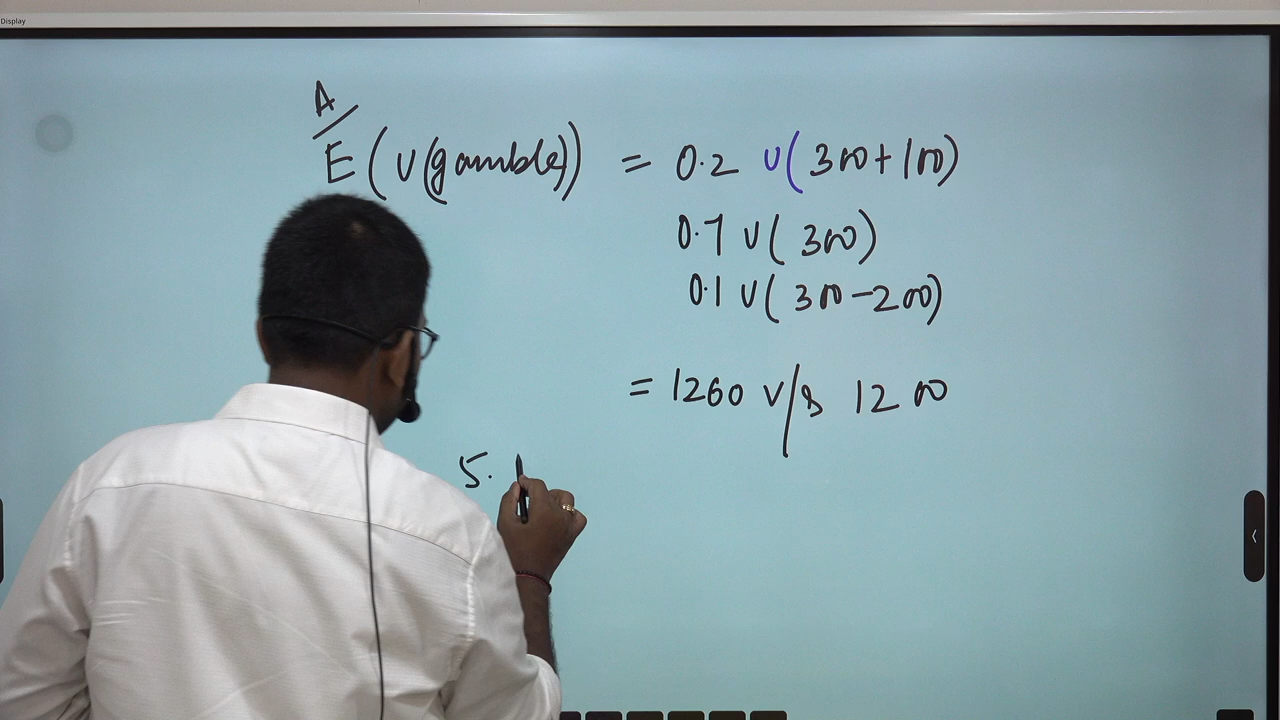 Display
A/
E(U(gamble)) = 0.2 U(300+100)
0.7 U(300)
0.1 U(300-200)
= 1260 v/s 1200
5.